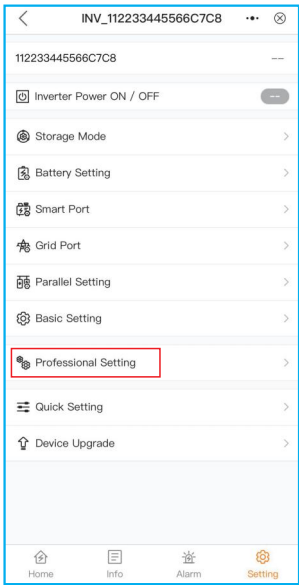 INV_112233445566C7C8
112233445566C7C8 --
Inverter Power ON / OFF --
Storage Mode
Battery Setting
Smart Port
Grid Port
Parallel Setting
Basic Setting
Professional Setting
Quick Setting
Device Upgrade
Home Info Alarm Setting